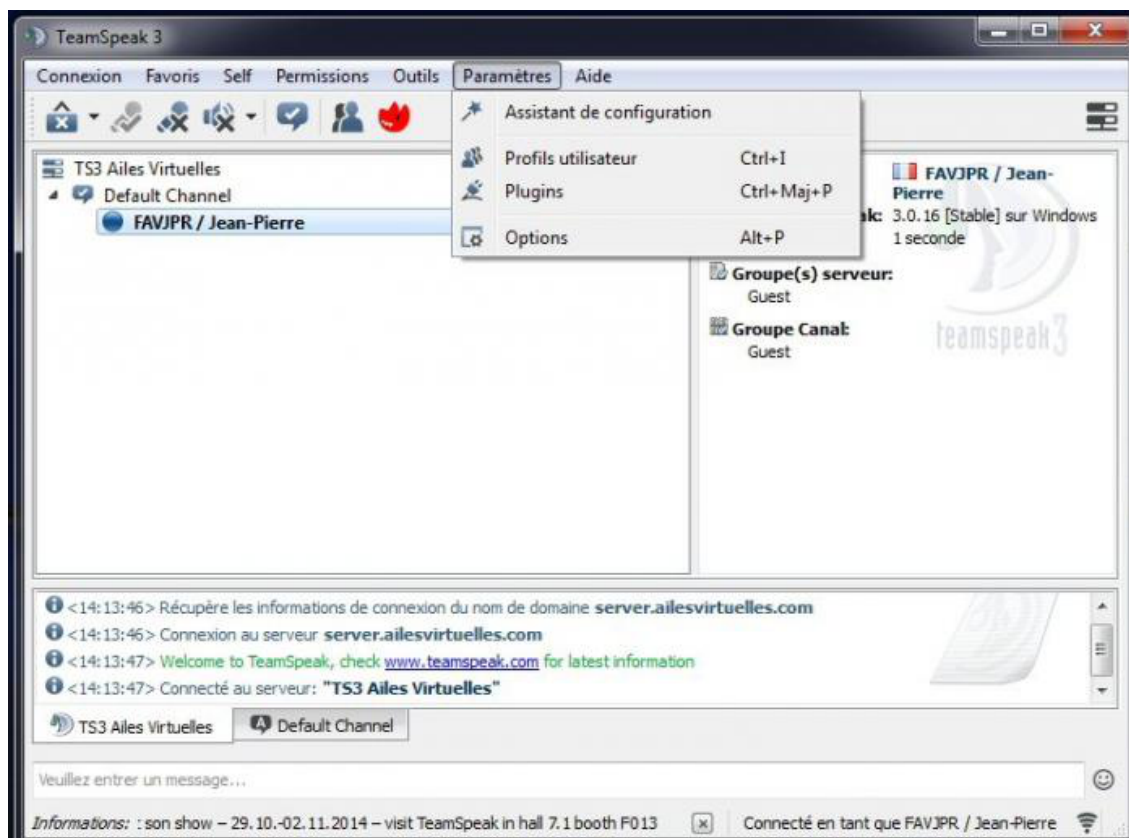 TeamSpeak 3
Connexion Favoris Self Permissions Outils Paramètres Aide
Assistant de configuration
Profils utilisateur Ctrl+I
Plugins Ctrl+Maj+P
Options Alt+P
TS3 Ailes Virtuelles
Default Channel
FAVJPR / Jean-Pierre
FAVJPR / Jean-
Pierre
3.0.16 [Stable] sur Windows
1 seconde
Groupe(s) serveur:
Guest
Groupe Canal:
Guest
teamspeak 3
<14:13:46> Récupère les informations de connexion du nom de domaine server.ailesvirtuelles.com
<14:13:46> Connexion au serveur server.ailesvirtuelles.com
<14:13:47> Welcome to TeamSpeak, check www.teamspeak.com for latest information
<14:13:47> Connecté au serveur: "TS3 Ailes Virtuelles"
TS3 Ailes Virtuelles Default Channel
Veuillez entrer un message...
Informations: : son show – 29.10.-02.11.2014 – visit TeamSpeak in hall 7.1 booth F013 Connecté en tant que FAVJPR / Jean-Pierre